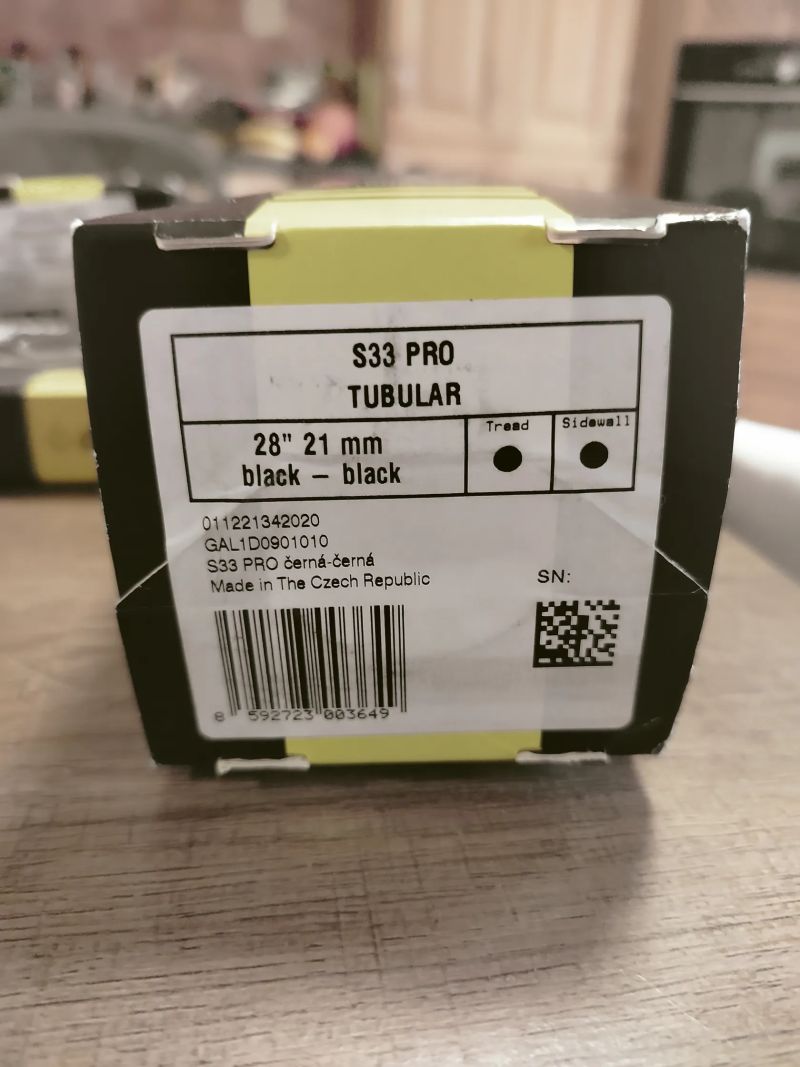 S33 PRO
TUBULAR
28" 21 mm
black – black
Tread
Sidewall
011221342020
GAL1D0901010
S33 PRO černá-černá
Made in The Czech Republic
SN:
8 592723 003649